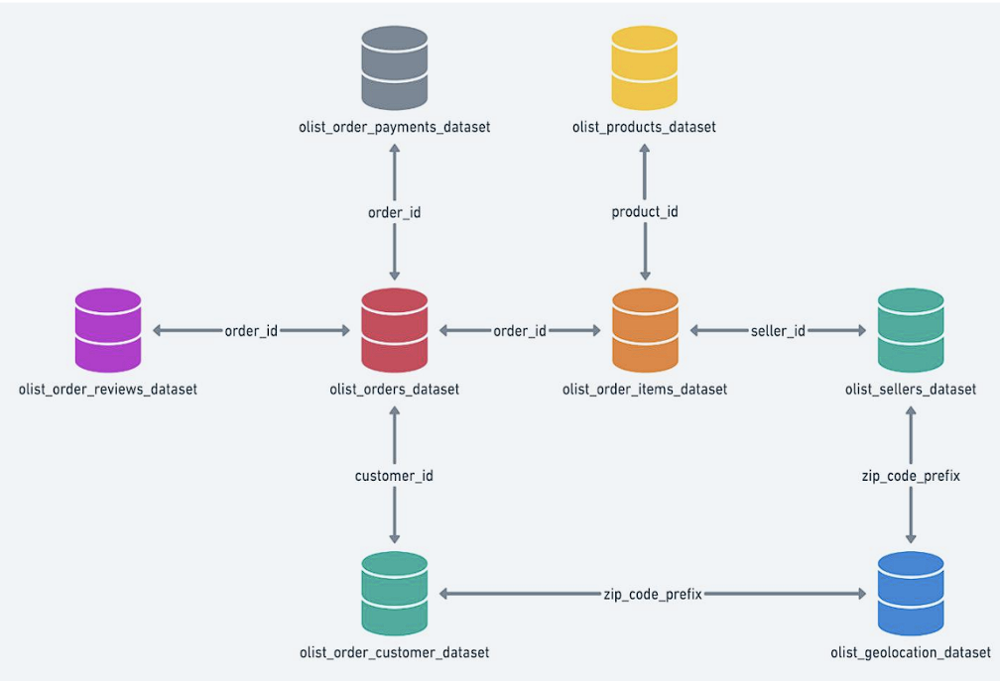 olist_order_payments_dataset
olist_products_dataset
order_id
product_id
order_id
order_id
seller_id
olist_order_reviews_dataset
olist_orders_dataset
olist_order_items_dataset
olist_sellers_dataset
customer_id
zip_code_prefix
zip_code_prefix
olist_order_customer_dataset
olist_geolocation_dataset